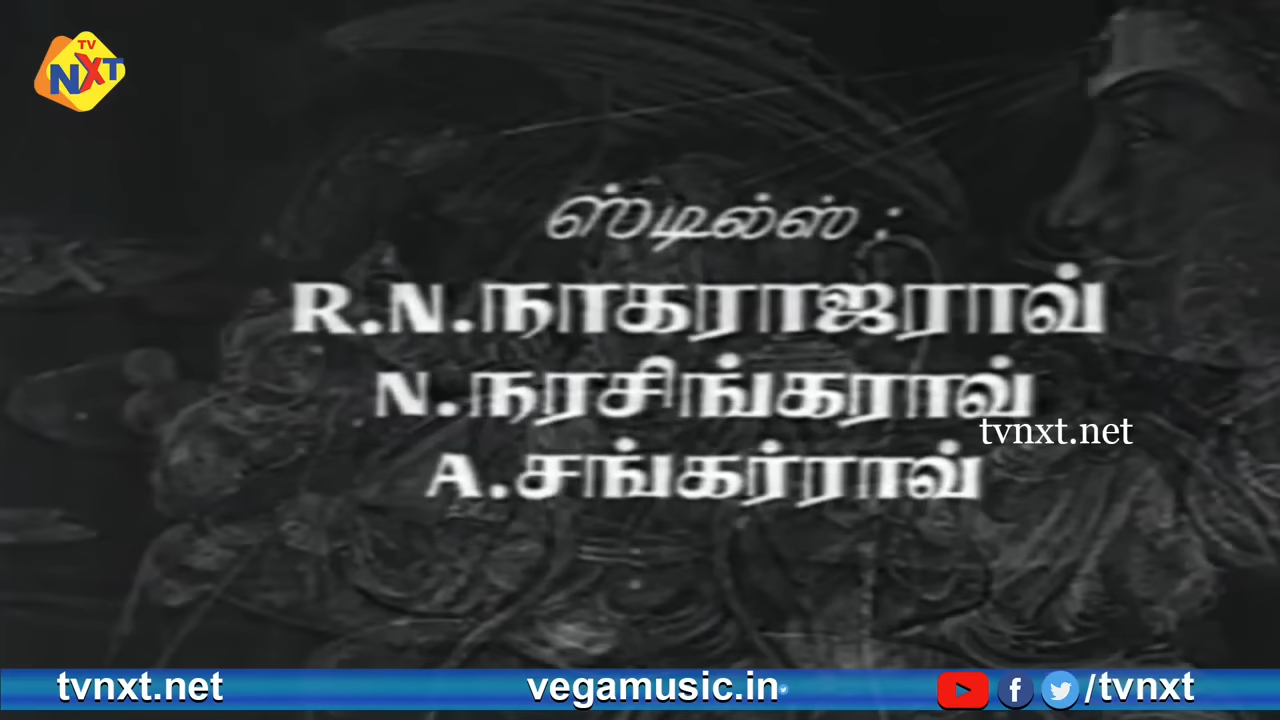 TV
NXT
ஸ்டில்ஸ் :
R.N.நாகராஜராவ்
N.நரசிங்கராவ்
A.சங்கர்ராவ்
tvnxt.net
tvnxt.net vegamusic.in /tvnxt